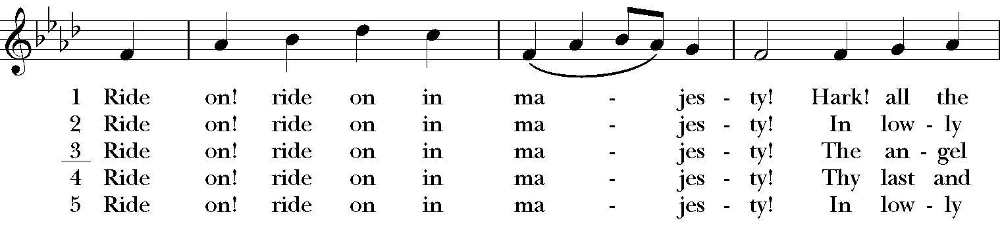 1 Ride on! ride on in ma - jes - ty! Hark! all the
2 Ride on! ride on in ma - jes - ty! In low - ly
3 Ride on! ride on in ma - jes - ty! The an - gel
4 Ride on! ride on in ma - jes - ty! Thy last and
5 Ride on! ride on in ma - jes - ty! In low - ly